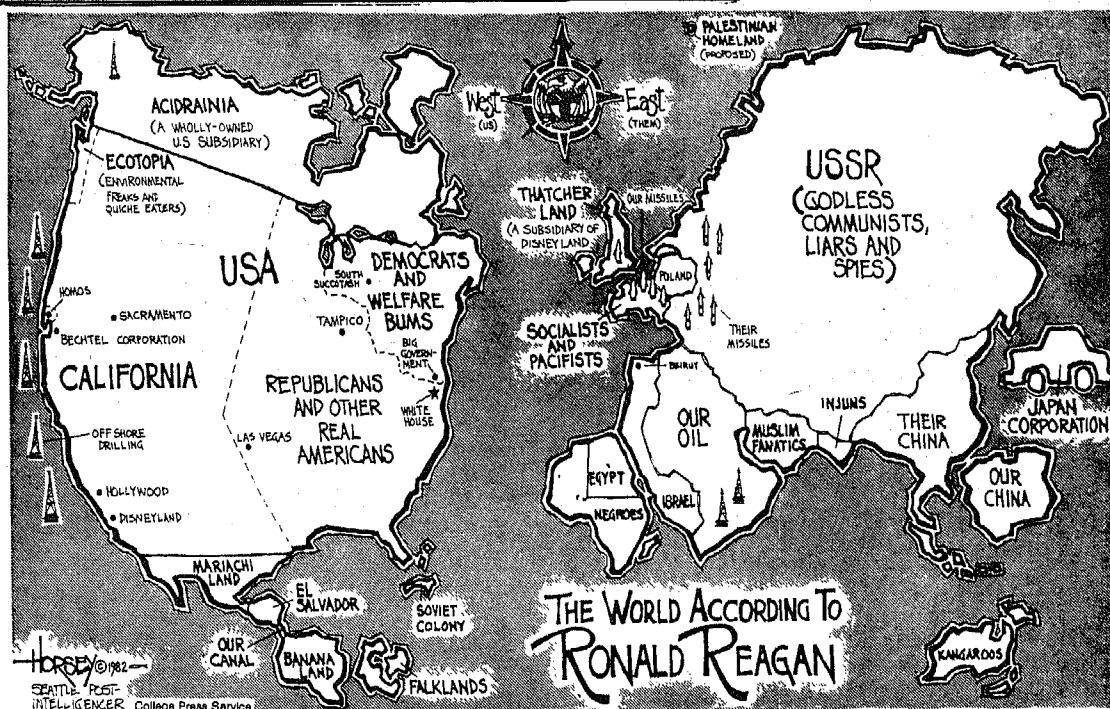 PALESTINIAN
HOMELAND
(PROPOSED)
West
(US)
East
(THEM)
ACIDRAINIA
(A WHOLLY-OWNED
U.S SUBSIDIARY)
ECOTOPIA
(ENVIRONMENTAL
FREAKS AND
QUICHE EATERS)
USA
HOMOS
SACRAMENTO
BECHTEL CORPORATION
CALIFORNIA
OFF SHORE
DRILLING
HOLLYWOOD
DISNEYLAND
LAS VEGAS
SOUTH
SUCCOTASH
DEMOCRATS
AND
WELFARE
BUMS
TAMPICO
BIG
GOVERN-
MENT
WHITE
HOUSE
REPUBLICANS
AND OTHER
REAL
AMERICANS
MARIACHI
LAND
EL
SALVADOR
OUR
CANAL
BANANA
LAND
SOVIET
COLONY
FALKLANDS
THATCHER
LAND
(A SUBSIDIARY OF
DISNEYLAND
OUR MISSILES
POLAND
SOCIALISTS
AND
PACIFISTS
THEIR
MISSILES
USSR
(GODLESS
COMMUNISTS,
LIARS AND
SPIES)
BEIRUT
OUR
OIL
EGYPT
NEGROES
ISRAEL
MUSLIM
FANATICS
INJUNS
THEIR
CHINA
JAPAN
CORPORATION
OUR
CHINA
KANGAROOS
THE WORLD ACCORDING TO
RONALD REAGAN
HORSEY ©1982
SEATTLE POST-
INTELLIGENCER College Press Service